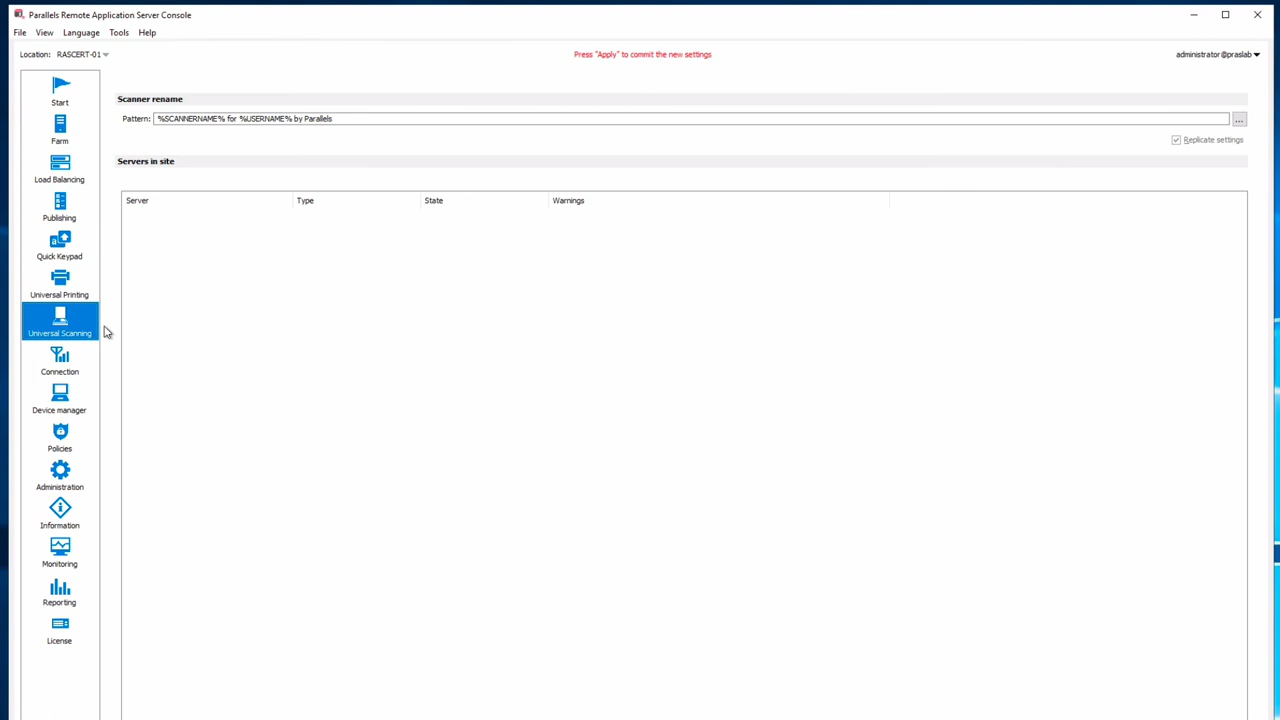 Parallels Remote Application Server Console
File View Language Tools Help
Location: RASCERT-01
Press "Apply" to commit the new settings
administrator@praslab
Start
Farm
Load Balancing
Publishing
Quick Keypad
Universal Printing
Universal Scanning
Connection
Device manager
Policies
Administration
Information
Monitoring
Reporting
License
Scanner rename
Pattern: %SCANNERNAME% for %USERNAME% by Parallels
...
Replicate settings
Servers in site
Server Type State Warnings